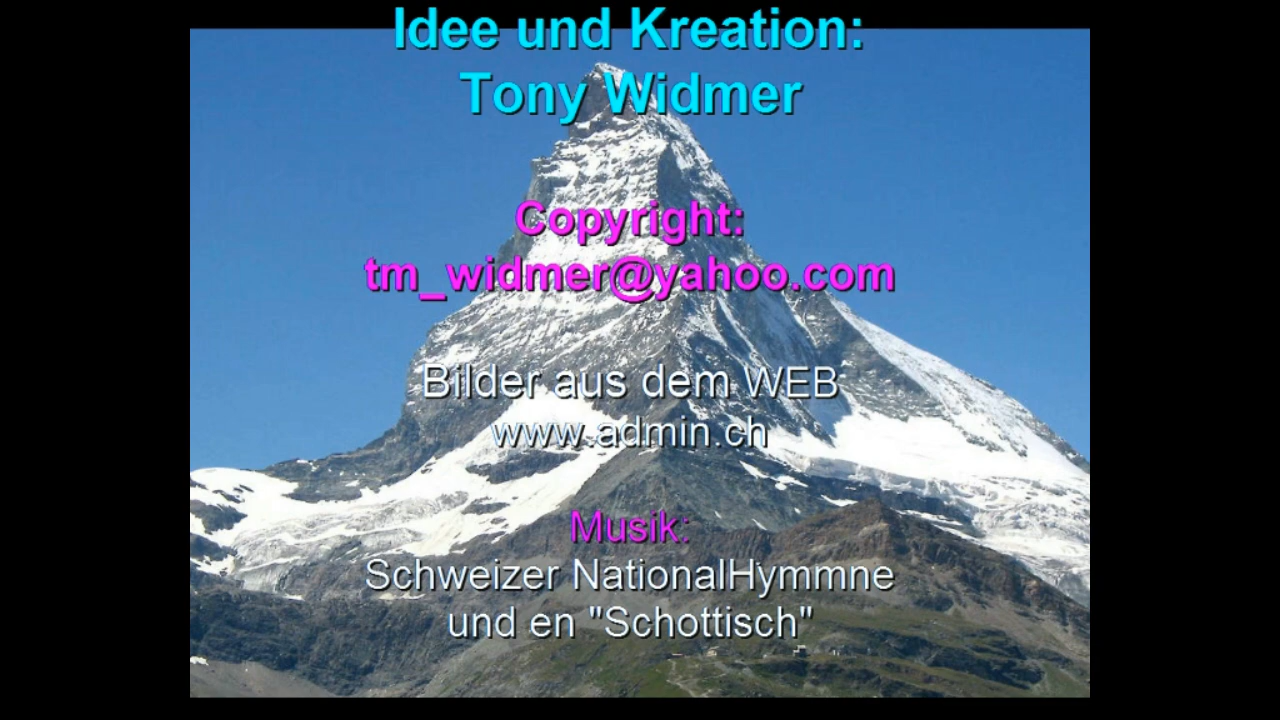 Idee und Kreation:
Tony Widmer
Copyright:
tm_widmer@yahoo.com
Bilder aus dem WEB
www.admin.ch
Musik:
Schweizer NationalHymmne
und en "Schottisch"